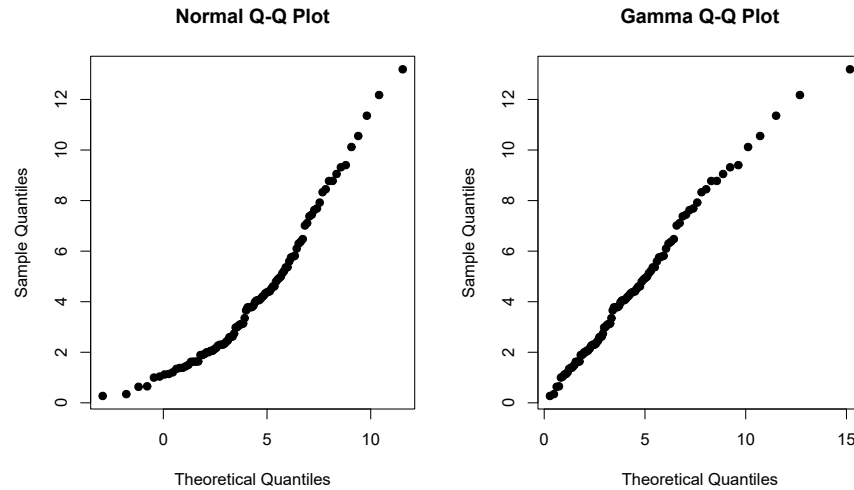 Normal Q-Q Plot
Sample Quantiles
0 2 4 6 8 10 12
0 5 10
Theoretical Quantiles
Gamma Q-Q Plot
Sample Quantiles
0 2 4 6 8 10 12
0 5 10 15
Theoretical Quantiles